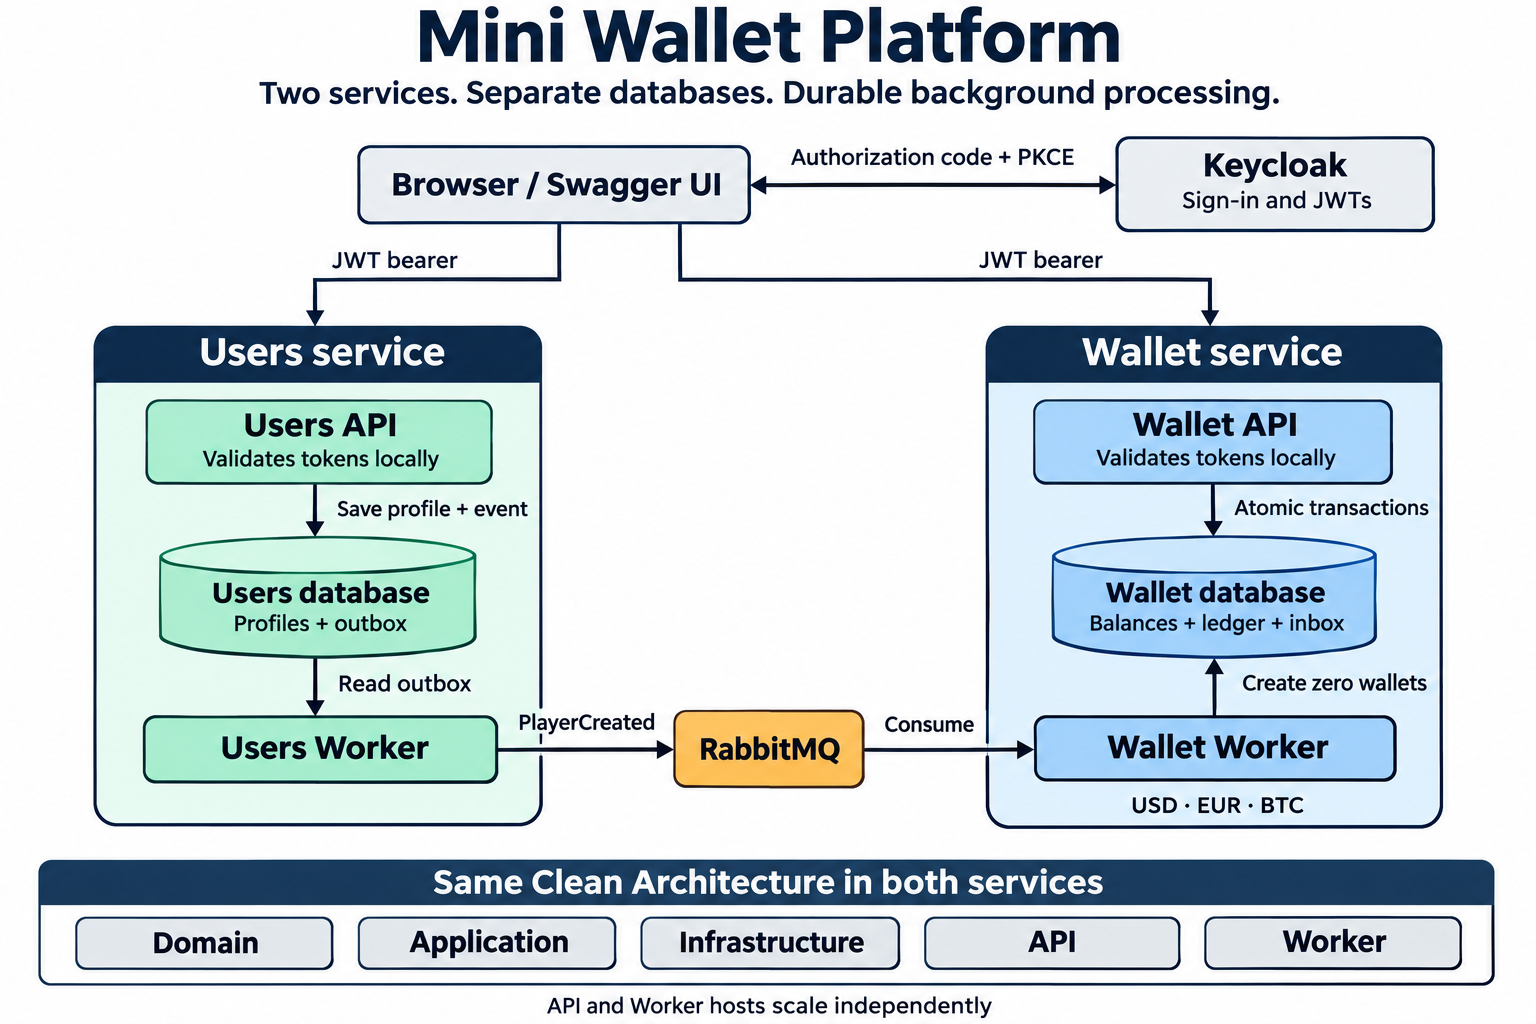 Mini Wallet Platform
Two services. Separate databases. Durable background processing.
Browser / Swagger UI
Authorization code + PKCE
Keycloak
Sign-in and JWTs
JWT bearer
JWT bearer
Users service
Users API
Validates tokens locally
Save profile + event
Users database
Profiles + outbox
Read outbox
Users Worker
PlayerCreated
RabbitMQ
Consume
Wallet service
Wallet API
Validates tokens locally
Atomic transactions
Wallet database
Balances + ledger + inbox
Create zero wallets
Wallet Worker
USD · EUR · BTC
Same Clean Architecture in both services
Domain
Application
Infrastructure
API
Worker
API and Worker hosts scale independently